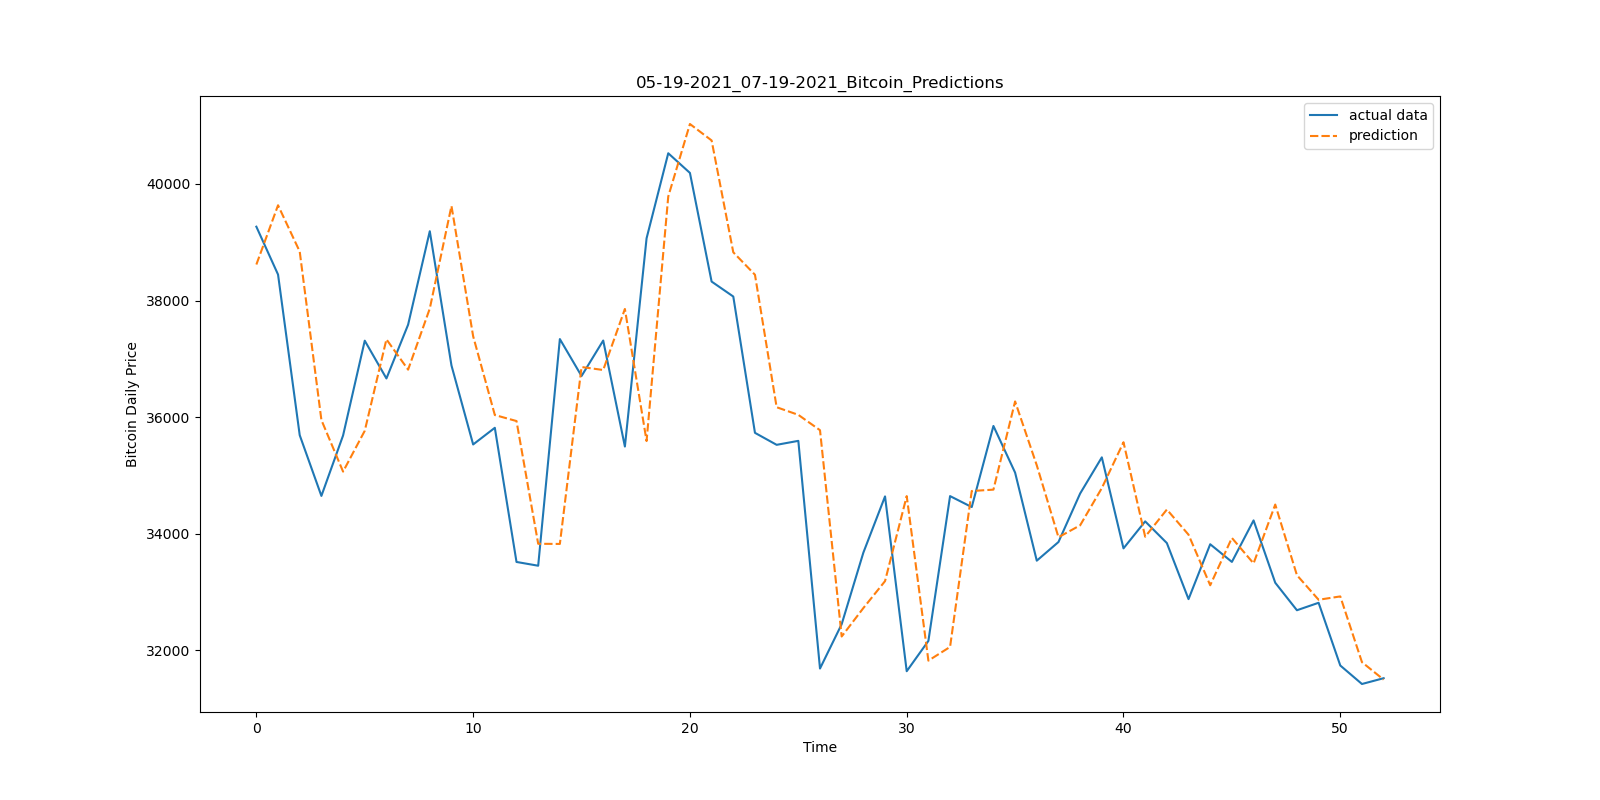 05-19-2021_07-19-2021_Bitcoin_Predictions
actual data
prediction
40000
38000
36000
34000
32000
Bitcoin Daily Price
0 10 20 30 40 50
Time